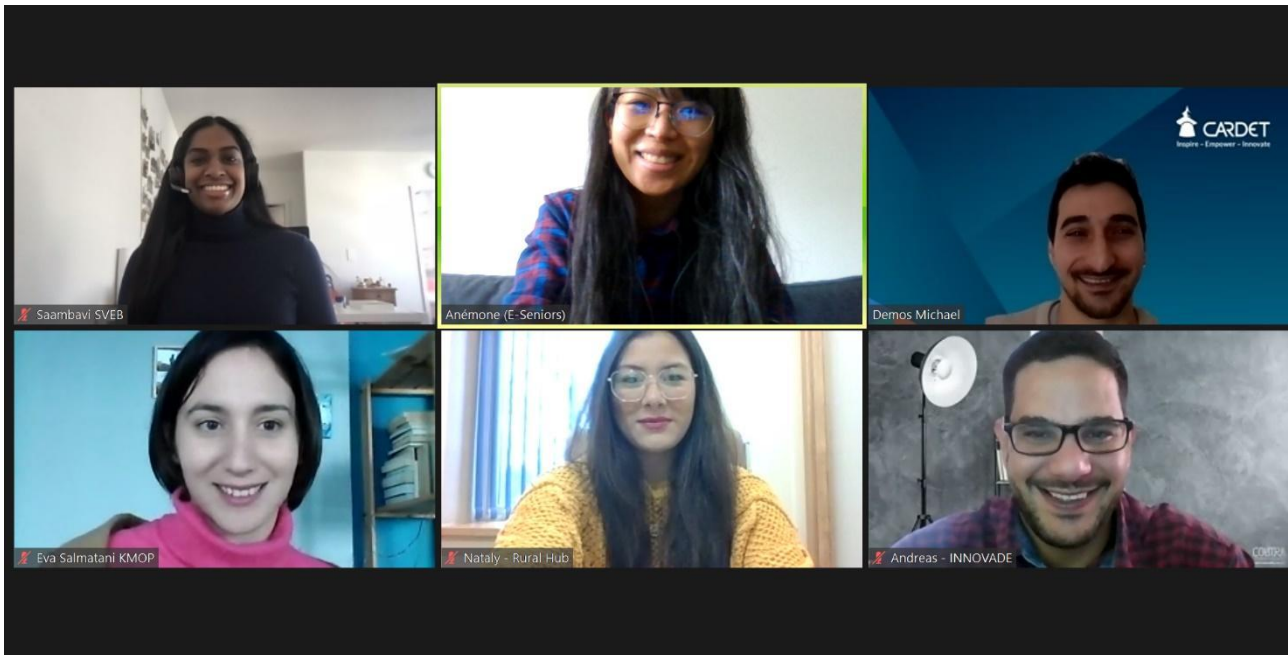 CARDET
Inspire – Empower – Innovate
Saambavi SVEB
Anémone (E-Seniors)
Demos Michael
Eva Salmatani KMOP
Nataly - Rural Hub
Andreas - INNOVADE